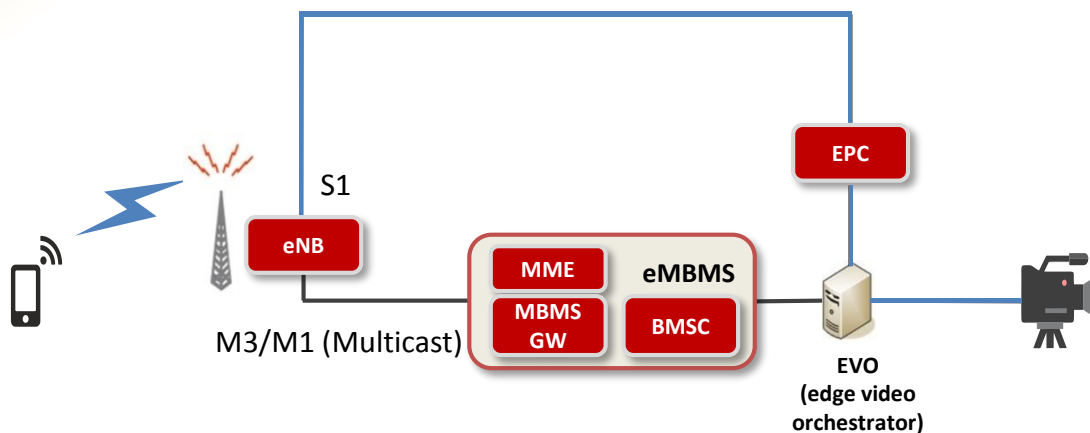 EPC
S1
eNB
MME
eMBMS
MBMS
GW
BMSC
M3/M1 (Multicast)
EVO
(edge video
orchestrator)